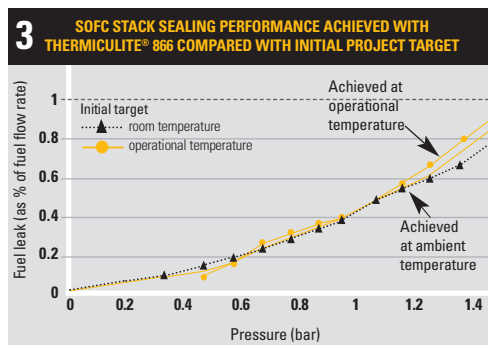 3
SOFC STACK SEALING PERFORMANCE ACHIEVED WITH
THERMICULITE® 866 COMPARED WITH INITIAL PROJECT TARGET
Fuel leak (as % of fuel flow rate)
1
0.8
0.6
0.4
0.2
0
Initial target
room temperature
operational temperature
Achieved at
operational
temperature
Achieved
at ambient
temperature
0 0.2 0.4 0.6 0.8 1 1.2 1.4
Pressure (bar)